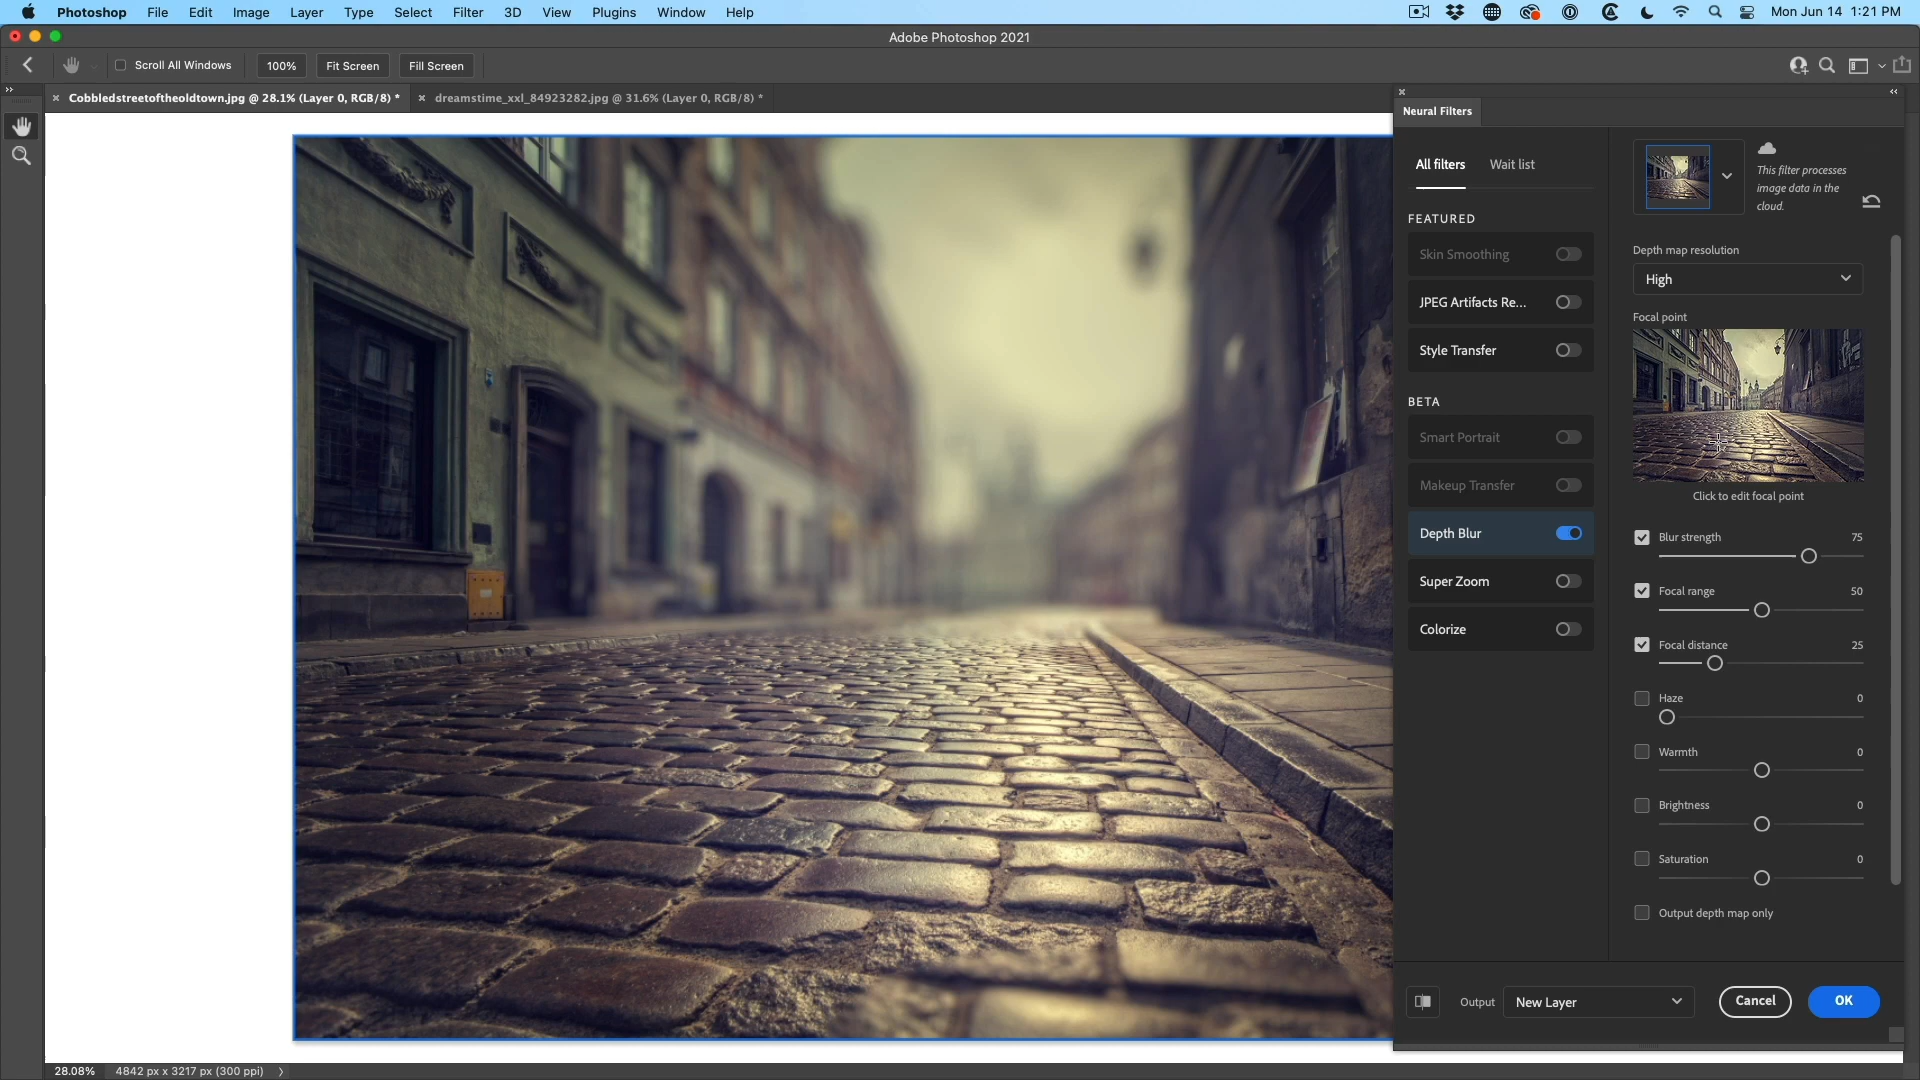 Photoshop File Edit Image Layer Type Select Filter 3D View Plugins Window Help Mon Jun 14 1:21 PM
Adobe Photoshop 2021
Scroll All Windows 100% Fit Screen Fill Screen
Cobbledstreetoftheoldtown.jpg @ 28.1% (Layer 0, RGB/8) * dreamstime_xxl_84923282.jpg @ 31.6% (Layer 0, RGB/8) *
Neural Filters
All filters Wait list
FEATURED
Skin Smoothing
JPEG Artifacts Re...
Style Transfer
BETA
Smart Portrait
Makeup Transfer
Depth Blur
Super Zoom
Colorize
This filter processes
image data in the
cloud.
Depth map resolution
High
Focal point
Click to edit focal point
Blur strength 75
Focal range 50
Focal distance 25
Haze 0
Warmth 0
Brightness 0
Saturation 0
Output depth map only
Output New Layer Cancel OK
28.08% 4842 px x 3217 px (300 ppi)